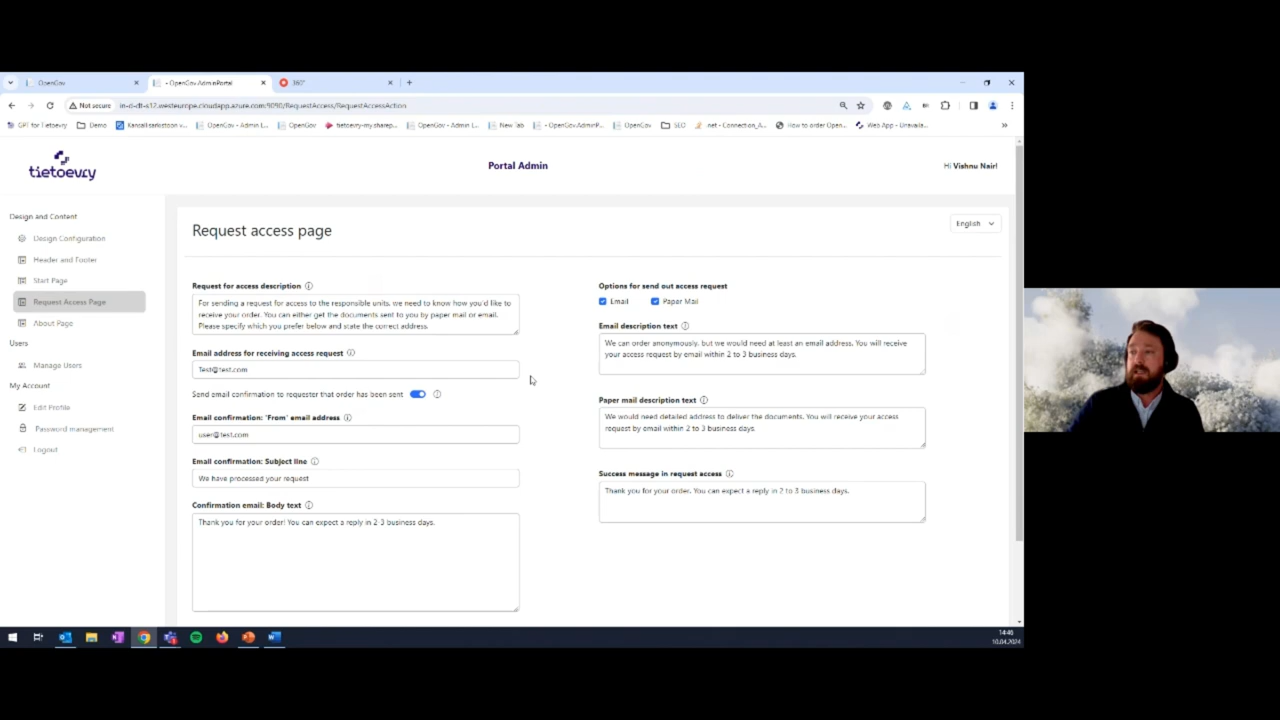 OpenGov
- OpenGov.AdminPortal
360°
Not secure
in-d-dt-s12.westeurope.cloudapp.azure.com:9090/RequestAccess/RequestAccessAction
GPT for Tietoevry
Demo
Kansallisarkistoon v...
OpenGov - Admin L...
OpenGov
tietoevry-my.sharep...
OpenGov - Admin L...
New Tab
- OpenGov.AdminP...
OpenGov
SEO
.net - Connection_A...
How to order Open...
Web App - Unavaila...
tietoevry
Portal Admin
Hi Vishnu Nair!
Design and Content
Design Configuration
Header and Footer
Start Page
Request Access Page
About Page
Users
Manage Users
My Account
Edit Profile
Password management
Logout
Request access page
English
Request for access description
For sending a request for access to the responsible units, we need to know how you'd like to
receive your order. You can either get the documents sent to you by paper mail or email.
Please specify which you prefer below and state the correct address.
Email address for receiving access request
Test@test.com
Send email confirmation to requester that order has been sent
Email confirmation: 'From' email address
user@test.com
Email confirmation: Subject line
We have processed your request
Confirmation email: Body text
Thank you for your order! You can expect a reply in 2-3 business days.
Options for send out access request
Email
Paper Mail
Email description text
We can order anonymously, but we would need at least an email address. You will receive
your access request by email within 2 to 3 business days.
Paper mail description text
We would need detailed address to deliver the documents. You will receive your access
request by email within 2 to 3 business days.
Success message in request access
Thank you for your order. You can expect a reply in 2 to 3 business days.
14:46
10.04.2024